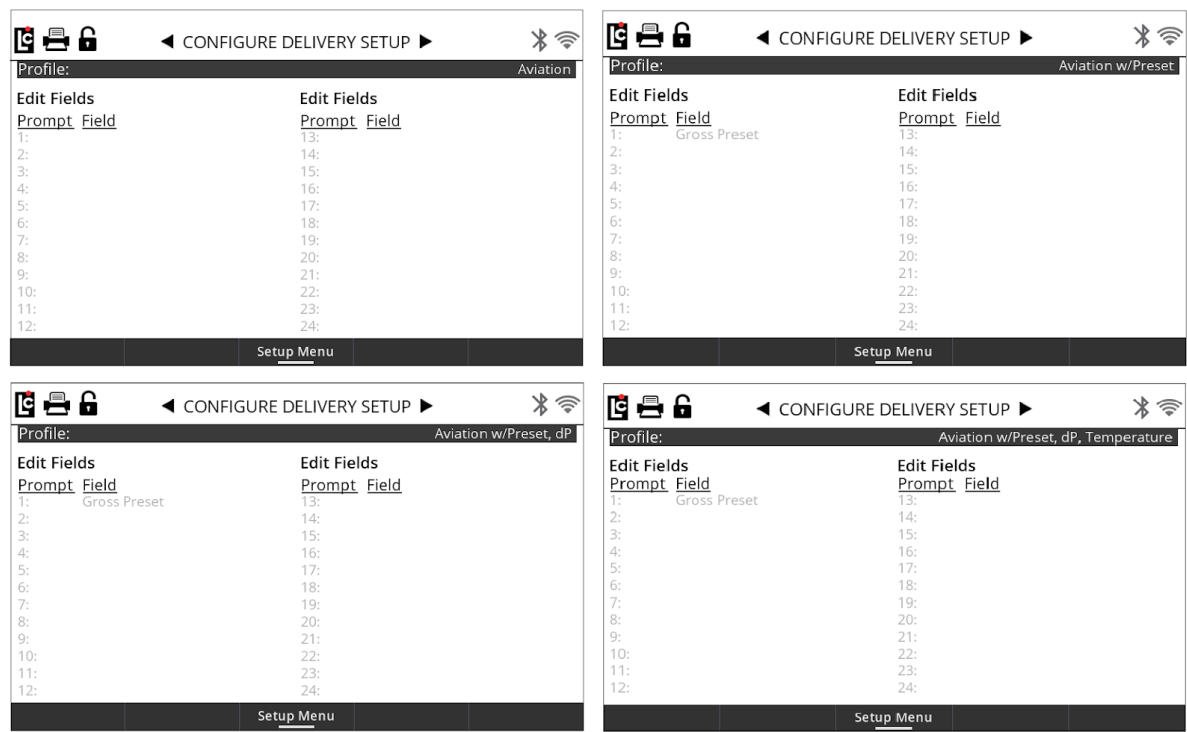 LC ◀ CONFIGURE DELIVERY SETUP ▶
Profile: Aviation
Edit Fields Edit Fields
Prompt Field Prompt Field
1: 13:
2: 14:
3: 15:
4: 16:
5: 17:
6: 18:
7: 19:
8: 20:
9: 21:
10: 22:
11: 23:
12: 24:
Setup Menu
LC ◀ CONFIGURE DELIVERY SETUP ▶
Profile: Aviation w/Preset
Edit Fields Edit Fields
Prompt Field Prompt Field
1: Gross Preset 13:
2: 14:
3: 15:
4: 16:
5: 17:
6: 18:
7: 19:
8: 20:
9: 21:
10: 22:
11: 23:
12: 24:
Setup Menu
LC ◀ CONFIGURE DELIVERY SETUP ▶
Profile: Aviation w/Preset, dP
Edit Fields Edit Fields
Prompt Field Prompt Field
1: Gross Preset 13:
2: 14:
3: 15:
4: 16:
5: 17:
6: 18:
7: 19:
8: 20:
9: 21:
10: 22:
11: 23:
12: 24:
Setup Menu
LC ◀ CONFIGURE DELIVERY SETUP ▶
Profile: Aviation w/Preset, dP, Temperature
Edit Fields Edit Fields
Prompt Field Prompt Field
1: Gross Preset 13:
2: 14:
3: 15:
4: 16:
5: 17:
6: 18:
7: 19:
8: 20:
9: 21:
10: 22:
11: 23:
12: 24:
Setup Menu